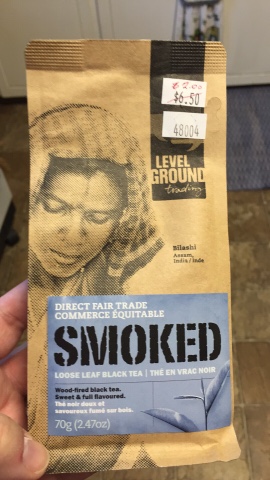 $2.00
$6.50
48004
LEVEL
GROUND
trading
Bilashi
Assam,
India / Inde
DIRECT FAIR TRADE
COMMERCE ÉQUITABLE
SMOKED
LOOSE LEAF BLACK TEA | THÉ EN VRAC NOIR
Wood-fired black tea.
Sweet & full flavoured.
Thé noir doux et
savoureux fumé sur bois.
70g (2.47oz)